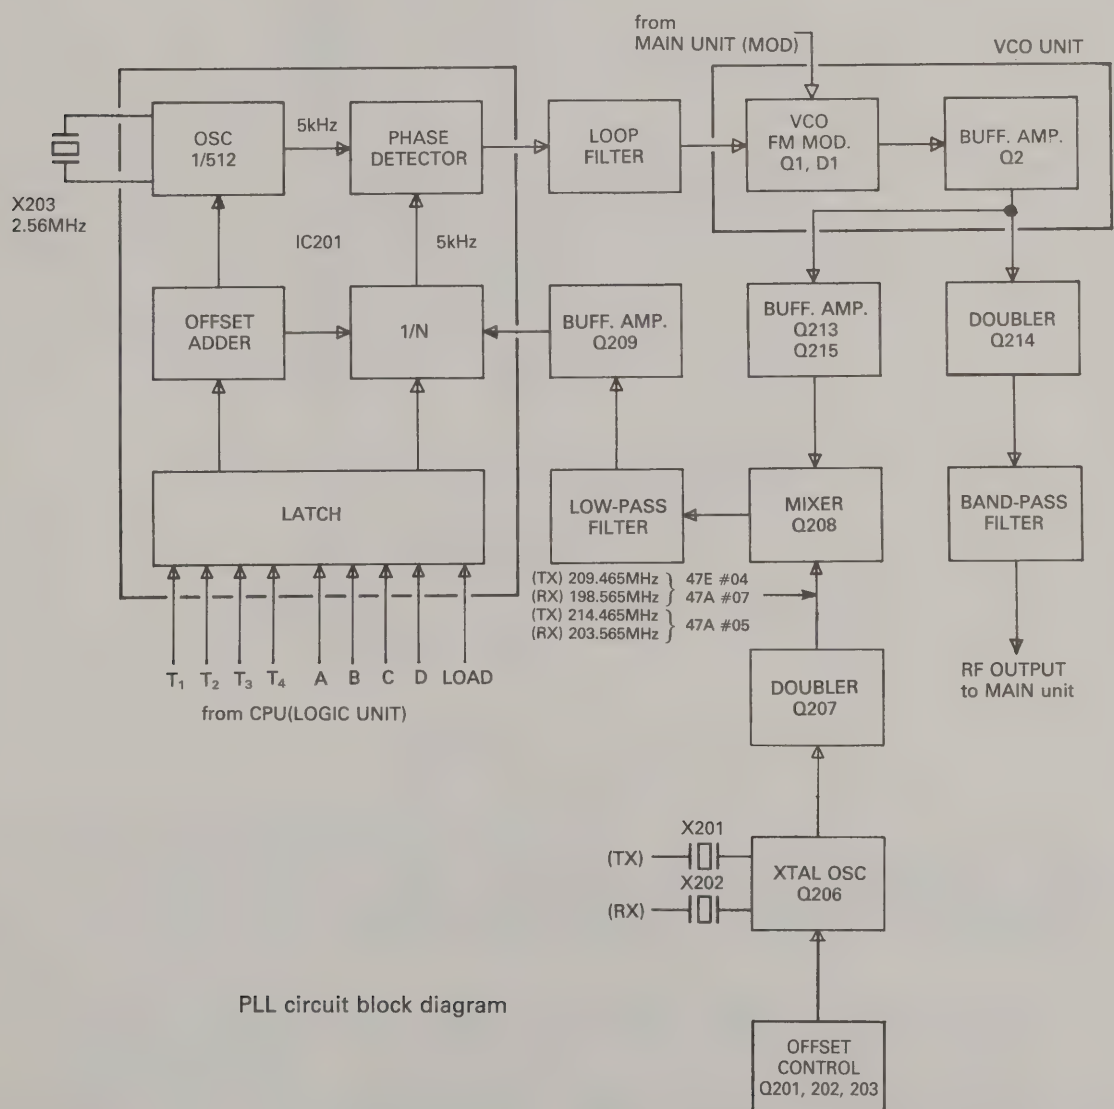 from
MAIN UNIT (MOD)
VCO UNIT
OSC
1/512
5kHz
PHASE
DETECTOR
LOOP
FILTER
VCO
FM MOD.
Q1, D1
BUFF. AMP.
Q2
X203
2.56MHz
IC201
5kHz
OFFSET
ADDER
1/N
BUFF. AMP.
Q209
BUFF. AMP.
Q213
Q215
DOUBLER
Q214
LATCH
LOW-PASS
FILTER
MIXER
Q208
BAND-PASS
FILTER
(TX) 209.465MHz } 47E #04
(RX) 198.565MHz } 47A #07
(TX) 214.465MHz } 47A #05
(RX) 203.565MHz }
T₁ T₂ T₃ T₄ A B C D LOAD
from CPU(LOGIC UNIT)
DOUBLER
Q207
RF OUTPUT
to MAIN unit
X201
(TX)
X202
(RX)
XTAL OSC
Q206
PLL circuit block diagram
OFFSET
CONTROL
Q201, 202, 203